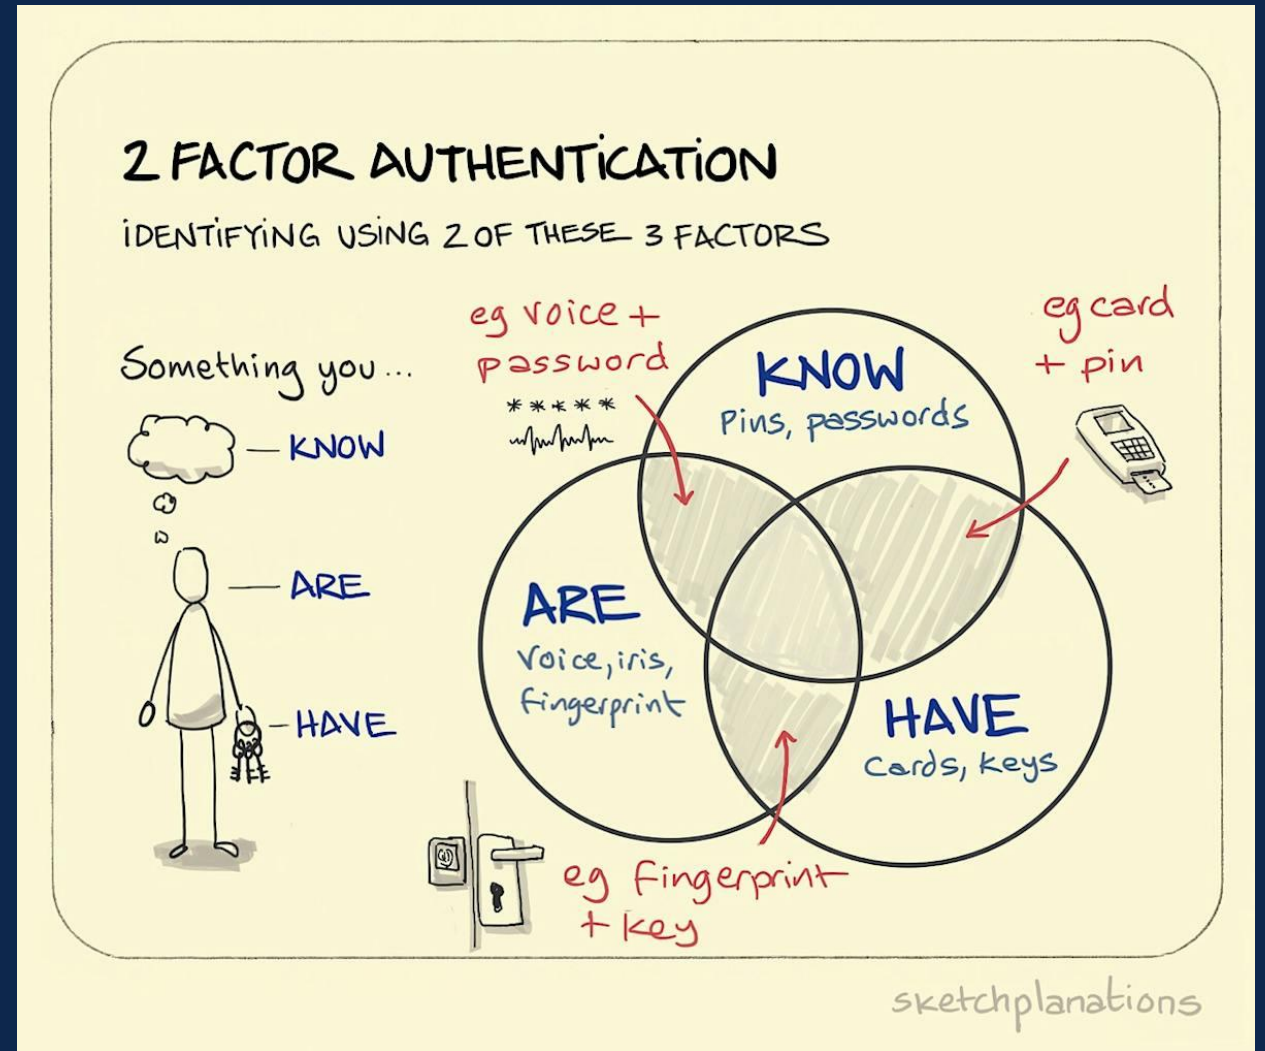 2 FACTOR AUTHENTiCATiON
iDENTiFYiNG USiNG 2 OF THESE 3 FACTORS
Something you...
KNOW
ARE
HAVE
eg voice +
password
* * * * *
eg card
+ pin
KNOW
Pins, passwords
ARE
Voice, iris,
fingerprint
HAVE
Cards, keys
eg fingerprint
+ key
sketchplanations